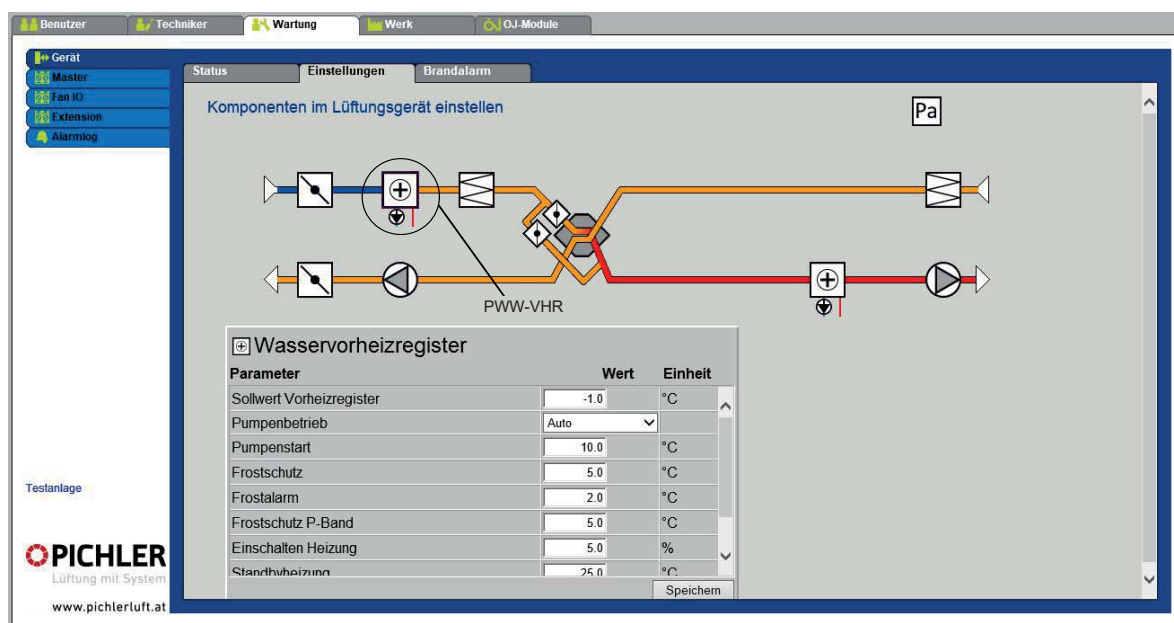 Benutzer Techniker Wartung Werk OJ-Module
Gerät
Master
Fan IO
Extension
Alarmlog
Status Einstellungen Brandalarm
Komponenten im Lüftungsgerät einstellen
Pa
PWW-VHR
Wasservorheizregister
Parameter Wert Einheit
Sollwert Vorheizregister -1.0 °C
Pumpenbetrieb Auto
Pumpenstart 10.0 °C
Frostschutz 5.0 °C
Frostalarm 2.0 °C
Frostschutz P-Band 5.0 °C
Einschalten Heizung 5.0 %
Standbyheizung 25.0 °C
Speichern
Testanlage
PICHLER
Lüftung mit System
www.pichlerluft.at